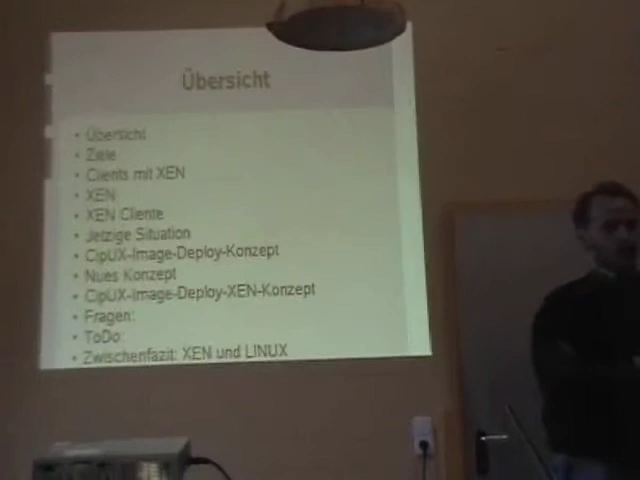 Übersicht
• Übersicht
• Ziele
• Clients mit XEN
• XEN
• XEN Cliente
• Jetzige Situation
• CipUX-Image-Deploy-Konzept
• Nues Konzept
• CipUX-Image-Deploy-XEN-Konzept
• Fragen:
• ToDo:
• Zwischenfazit: XEN und LINUX